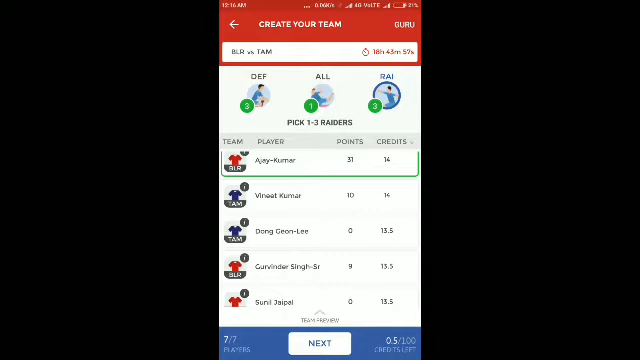 12:16 AM ... 0.06K/s 4G VoLTE 21%
CREATE YOUR TEAM GURU
BLR vs TAM 18h 43m 57s
DEF ALL RAI
3 1 3
PICK 1-3 RAIDERS
TEAM PLAYER POINTS CREDITS
i
BLR Ajay-Kumar 31 14
i
TAM Vineet Kumar 10 14
i
TAM Dong Geon-Lee 0 13.5
i
BLR Gurvinder Singh-Sr 9 13.5
i
Sunil Jaipal 0 13.5
TEAM PREVIEW
7/7 PLAYERS
NEXT
0.5/100 CREDITS LEFT